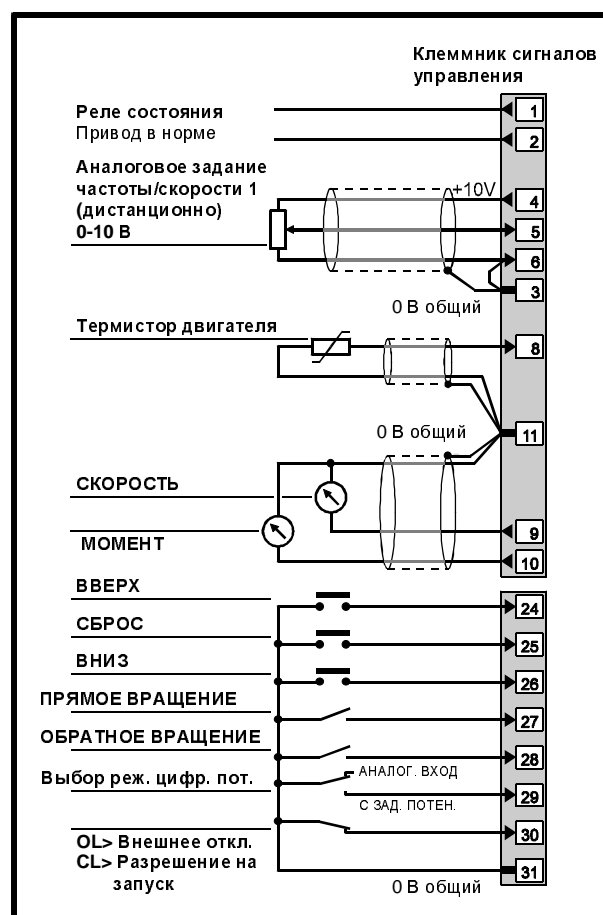 Клеммник сигналов
управления
Реле состояния
1
Привод в норме
2
Аналоговое задание
частоты/скорости 1
(дистанционно)
0-10 В
+10V
4
5
6
3
0 В общий
Термистор двигателя
8
0 В общий
11
СКОРОСТЬ
9
МОМЕНТ
10
ВВЕРХ
24
СБРОС
25
ВНИЗ
26
ПРЯМОЕ ВРАЩЕНИЕ
27
ОБРАТНОЕ ВРАЩЕНИЕ
28
Выбор реж. цифр. пот.
АНАЛОГ. ВХОД
29
С ЗАД. ПОТЕН.
30
OL> Внешнее откл.
CL> Разрешение на
запуск
31
0 В общий